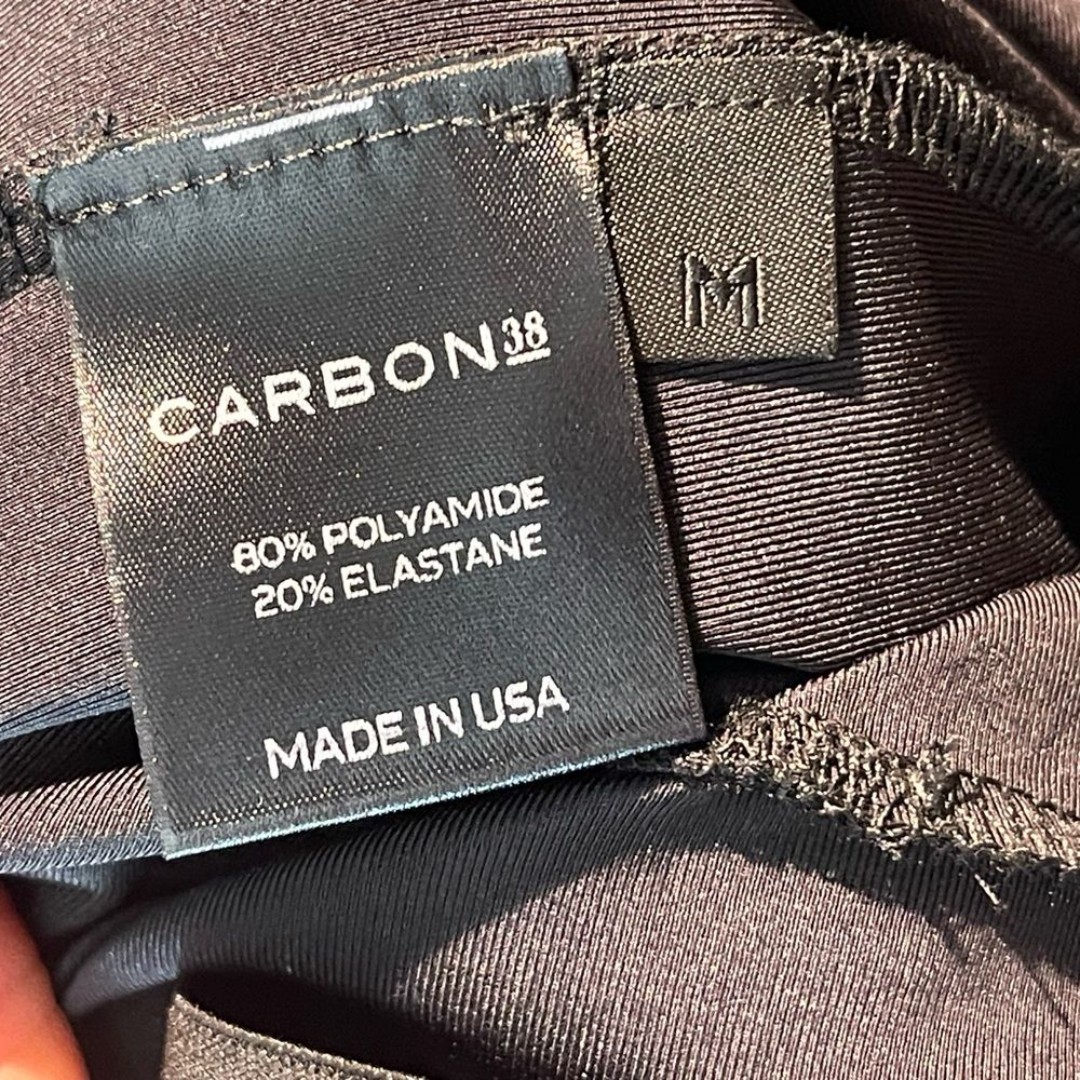 CARBON38
M
80% POLYAMIDE
20% ELASTANE
MADE IN USA